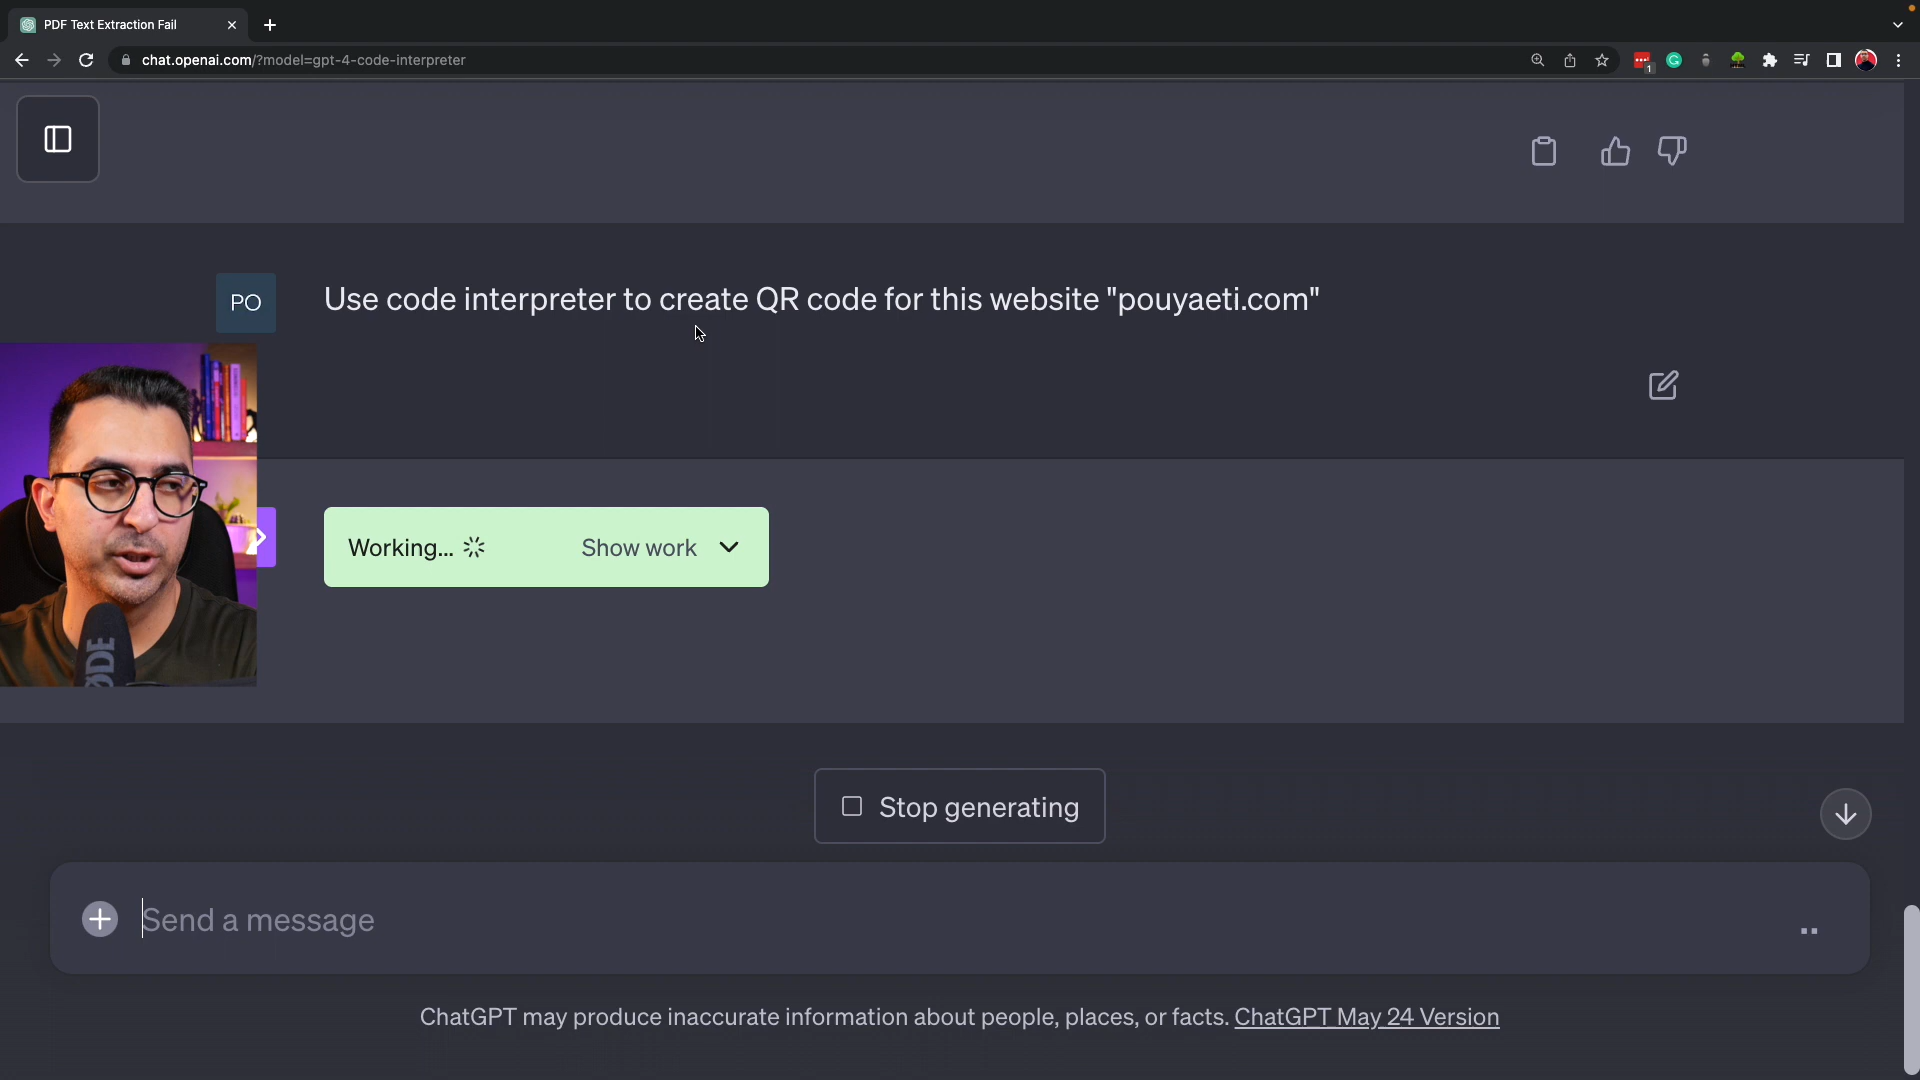 PDF Text Extraction Fail
chat.openai.com/?model=gpt-4-code-interpreter
1
PO
Use code interpreter to create QR code for this website "pouyaeti.com"
Working...
Show work
RØDE
Stop generating
Send a message
ChatGPT may produce inaccurate information about people, places, or facts. ChatGPT May 24 Version